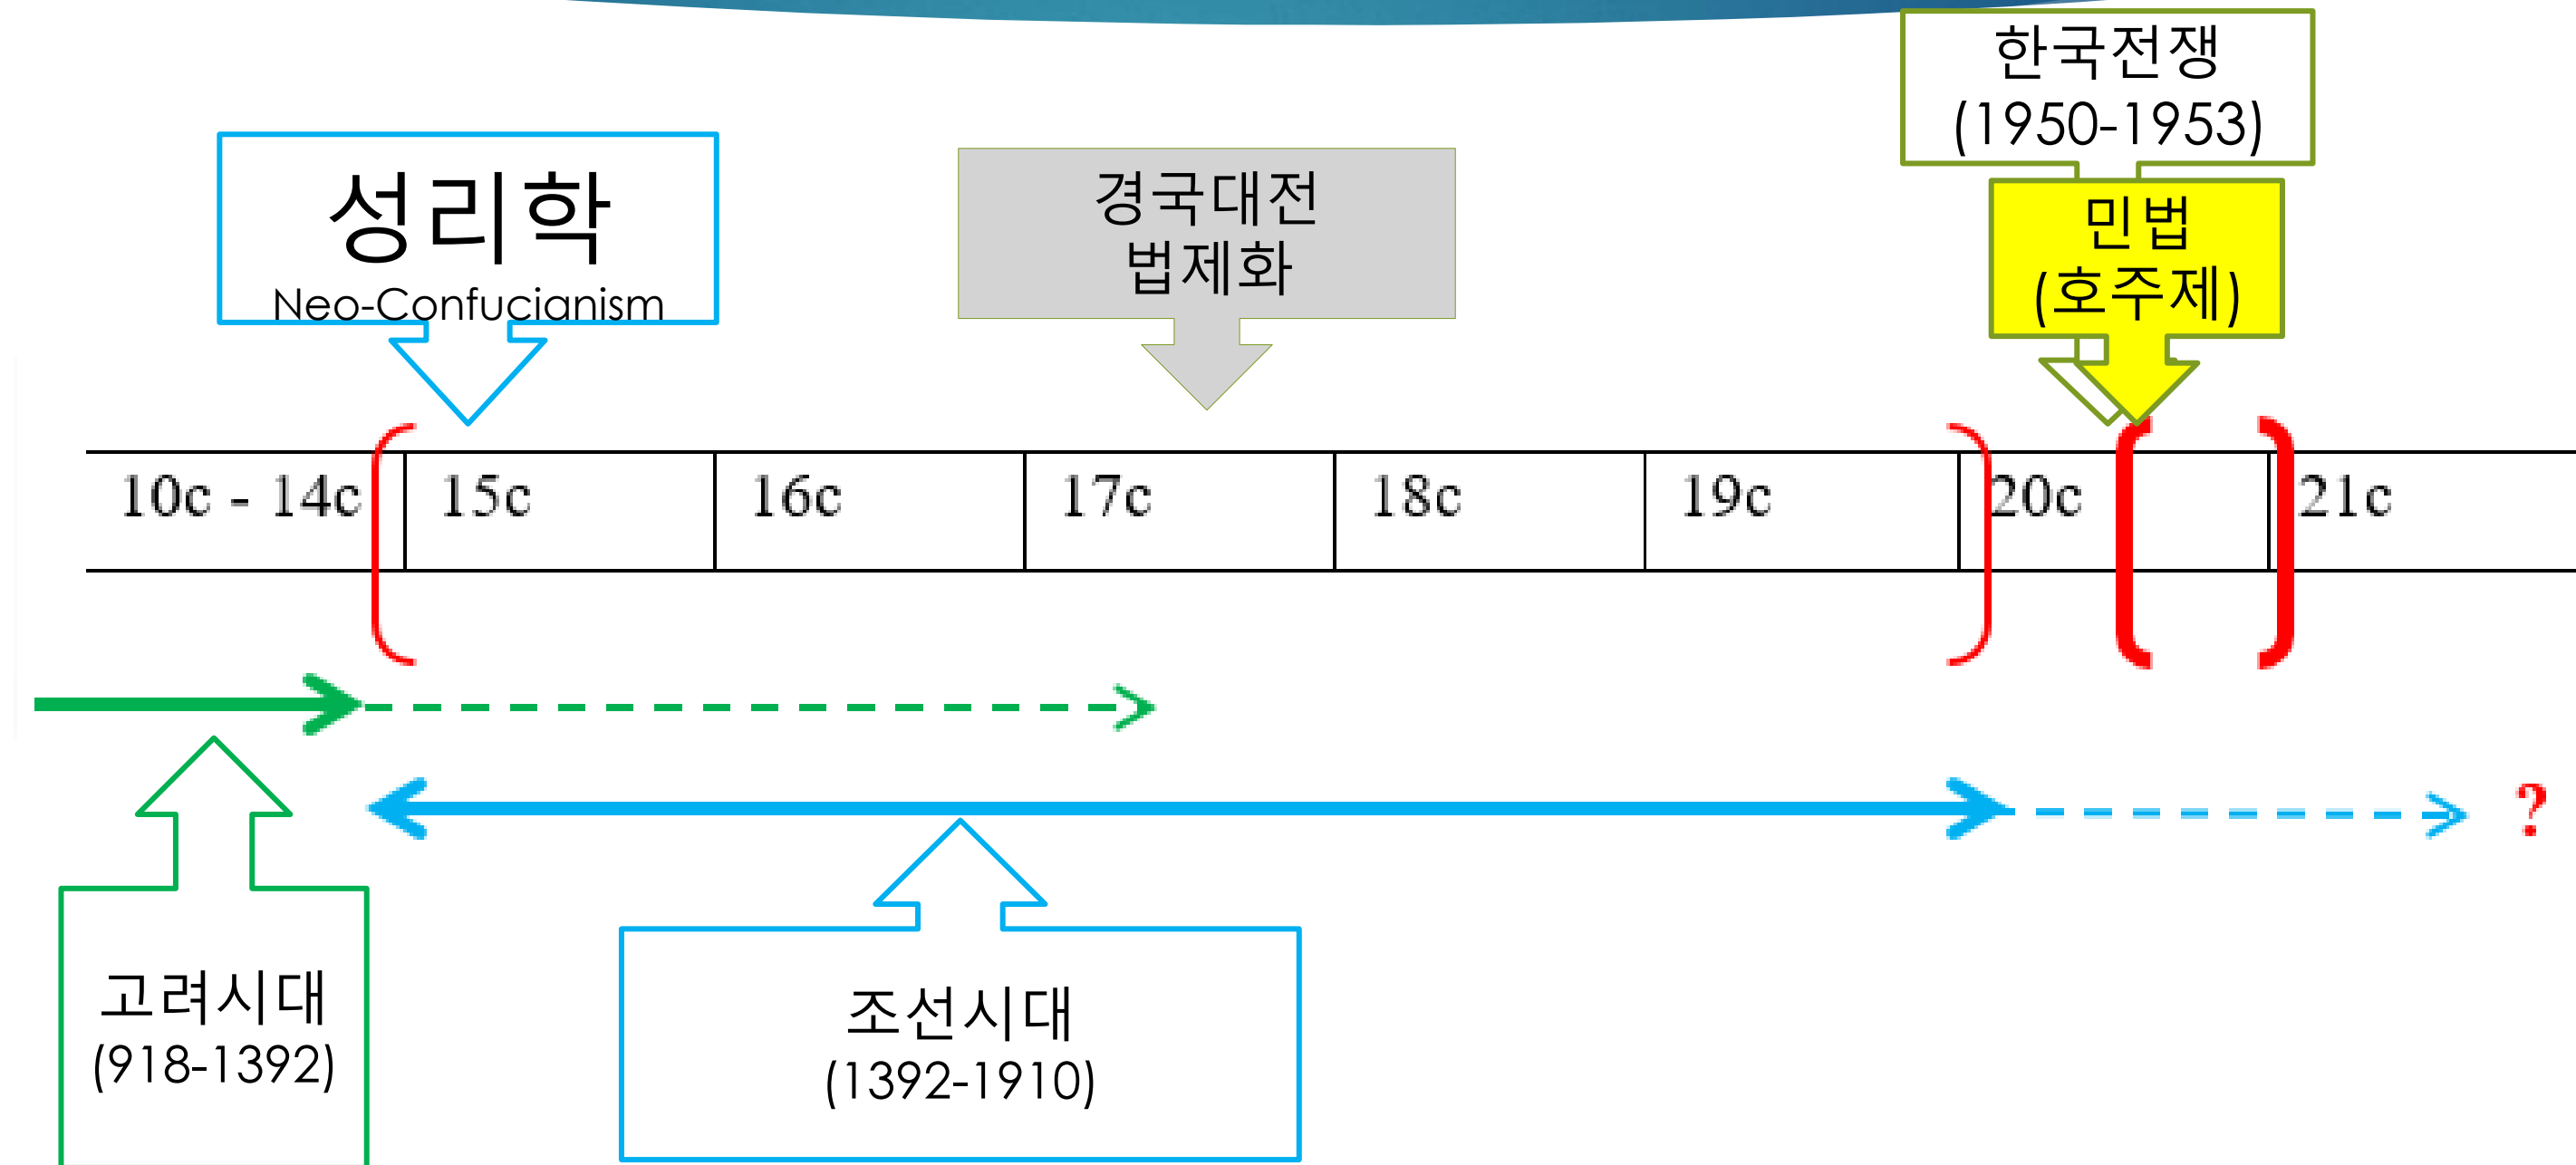 한국전쟁
(1950-1953)
성리학
Neo-Confucianism
경국대전
법제화
민법
(호주제)
10c - 14c
15c
16c
17c
18c
19c
20c
21c
?
고려시대
(918-1392)
조선시대
(1392-1910)